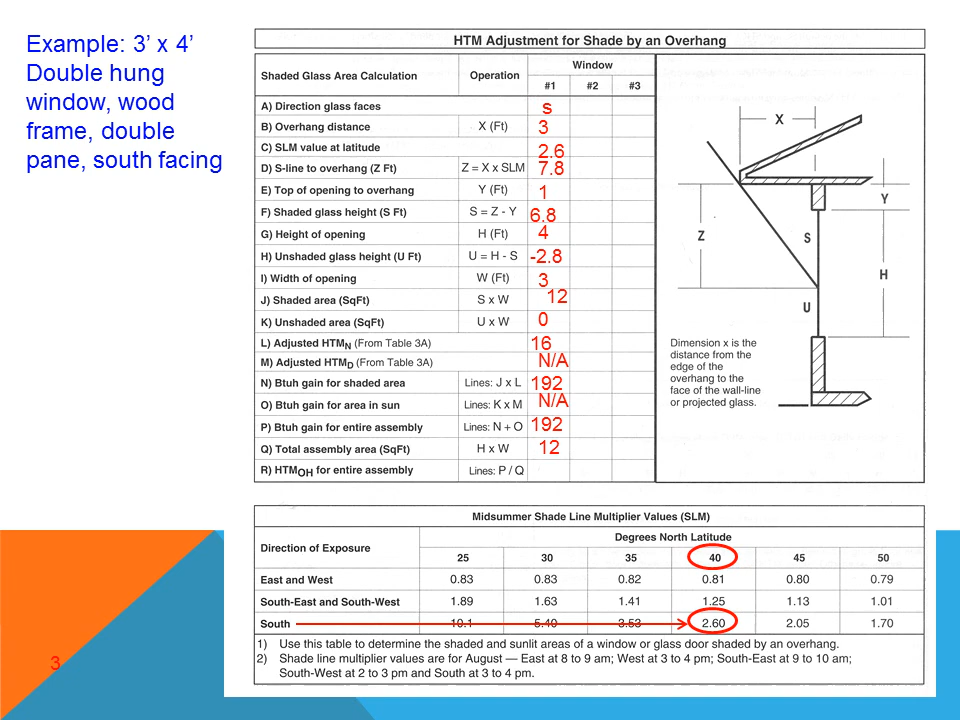 Example: 3’ x 4’
Double hung
window, wood
frame, double
pane, south facing
HTM Adjustment for Shade by an Overhang
Shaded Glass Area Calculation Operation Window
#1 #2 #3
A) Direction glass faces s
B) Overhang distance X (Ft) 3
C) SLM value at latitude 2.6
D) S-line to overhang (Z Ft) Z = X x SLM 7.8
E) Top of opening to overhang Y (Ft) 1
F) Shaded glass height (S Ft) S = Z - Y 6.8
G) Height of opening H (Ft) 4
H) Unshaded glass height (U Ft) U = H - S -2.8
I) Width of opening W (Ft) 3
J) Shaded area (SqFt) S x W 12
K) Unshaded area (SqFt) U x W 0
L) Adjusted HTMN (From Table 3A) 16
M) Adjusted HTMD (From Table 3A) N/A
N) Btuh gain for shaded area Lines: J x L 192
O) Btuh gain for area in sun Lines: K x M N/A
P) Btuh gain for entire assembly Lines: N + O 192
Q) Total assembly area (SqFt) H x W 12
R) HTMOH for entire assembly Lines: P / Q
X
Y
Z
S
H
U
Dimension x is the
distance from the
edge of the
overhang to the
face of the wall-line
or projected glass.
Midsummer Shade Line Multiplier Values (SLM)
Direction of Exposure Degrees North Latitude
25 30 35 40 45 50
East and West 0.83 0.83 0.82 0.81 0.80 0.79
South-East and South-West 1.89 1.63 1.41 1.25 1.13 1.01
South 10.1 5.40 3.53 2.60 2.05 1.70
1) Use this table to determine the shaded and sunlit areas of a window or glass door shaded by an overhang.
2) Shade line multiplier values are for August — East at 8 to 9 am; West at 3 to 4 pm; South-East at 9 to 10 am;
South-West at 2 to 3 pm and South at 3 to 4 pm.
3